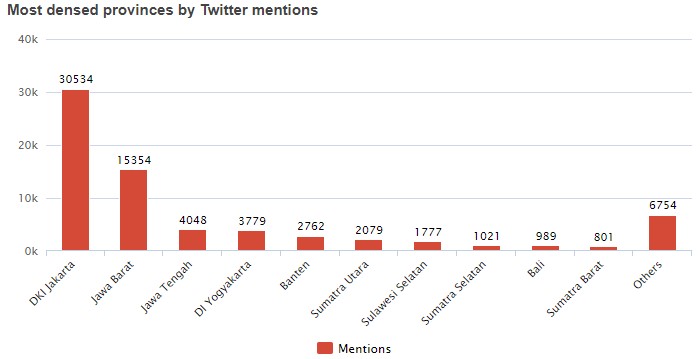 Most densed provinces by Twitter mentions
40k
30k
20k
10k
0k
30534
15354
4048
3779
2762
2079
1777
1021
989
801
6754
DKI Jakarta
Jawa Barat
Jawa Tengah
DI Yogyakarta
Banten
Sumatra Utara
Sulawesi Selatan
Sumatra Selatan
Bali
Sumatra Barat
Others
Mentions